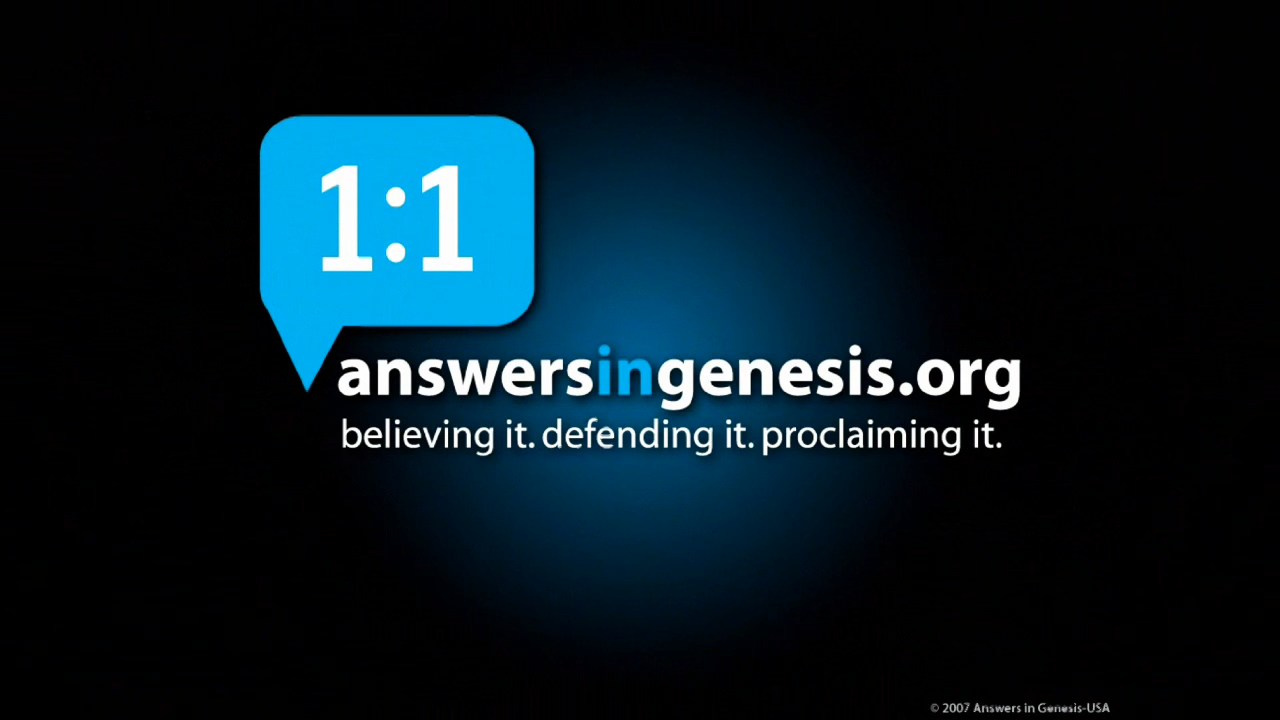 1:1
answersingenesis.org
believing it. defending it. proclaiming it.
© 2007 Answers in Genesis-USA